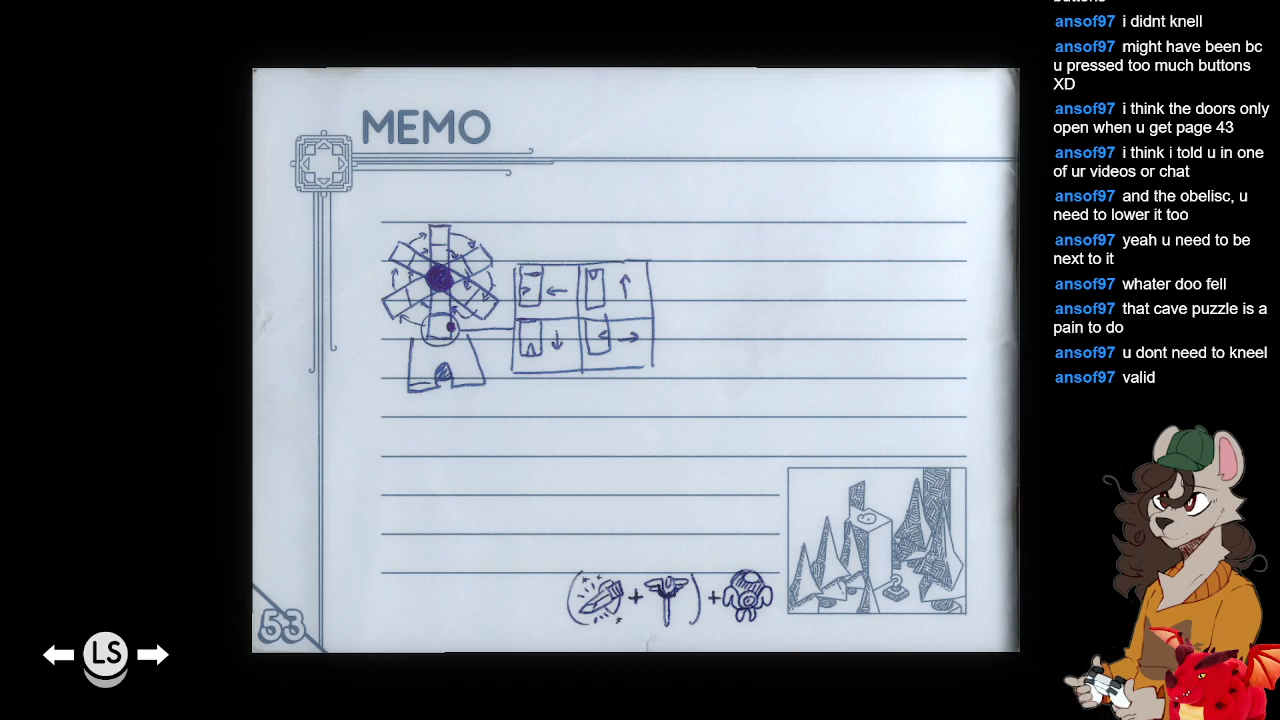 buttons
ansof97 i didnt knell
ansof97 might have been bc
u pressed too much buttons
XD
ansof97 i think the doors only
open when u get page 43
ansof97 i think i told u in one
of ur videos or chat
ansof97 and the obelisc, u
need to lower it too
ansof97 yeah u need to be
next to it
ansof97 whater doo fell
ansof97 that cave puzzle is a
pain to do
ansof97 u dont need to kneel
ansof97 valid
MEMO
53
LS